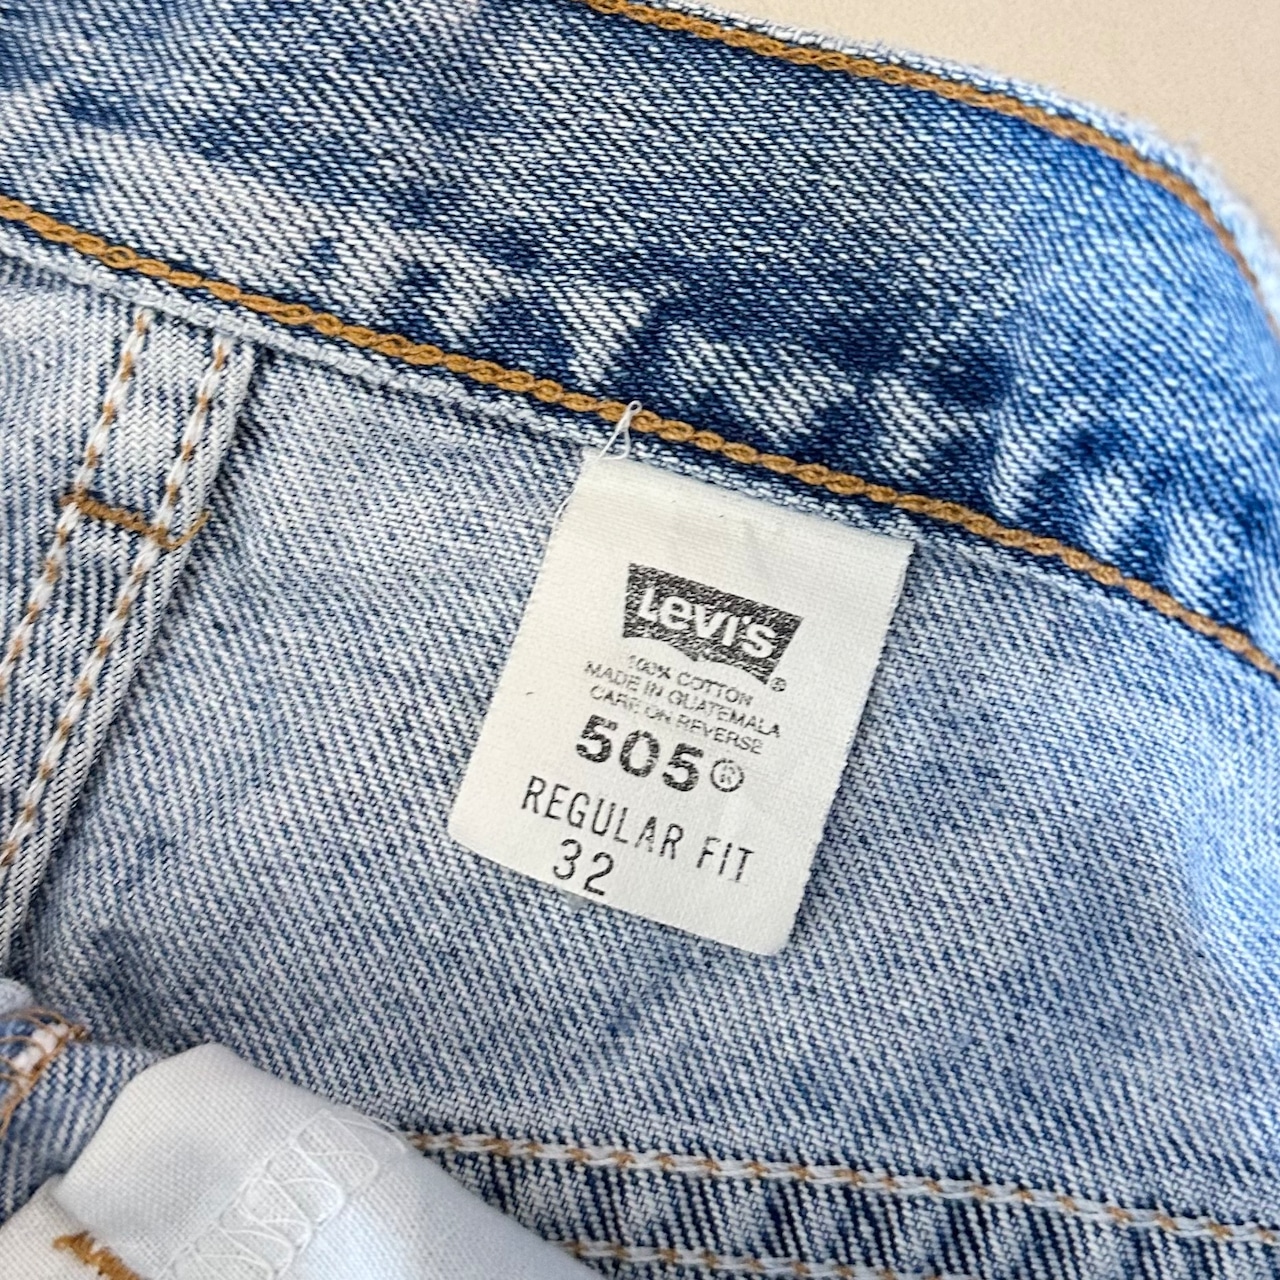 Levi's®
100% COTTON
MADE IN GUATEMALA
CARE ON REVERSE
505®
REGULAR FIT
32